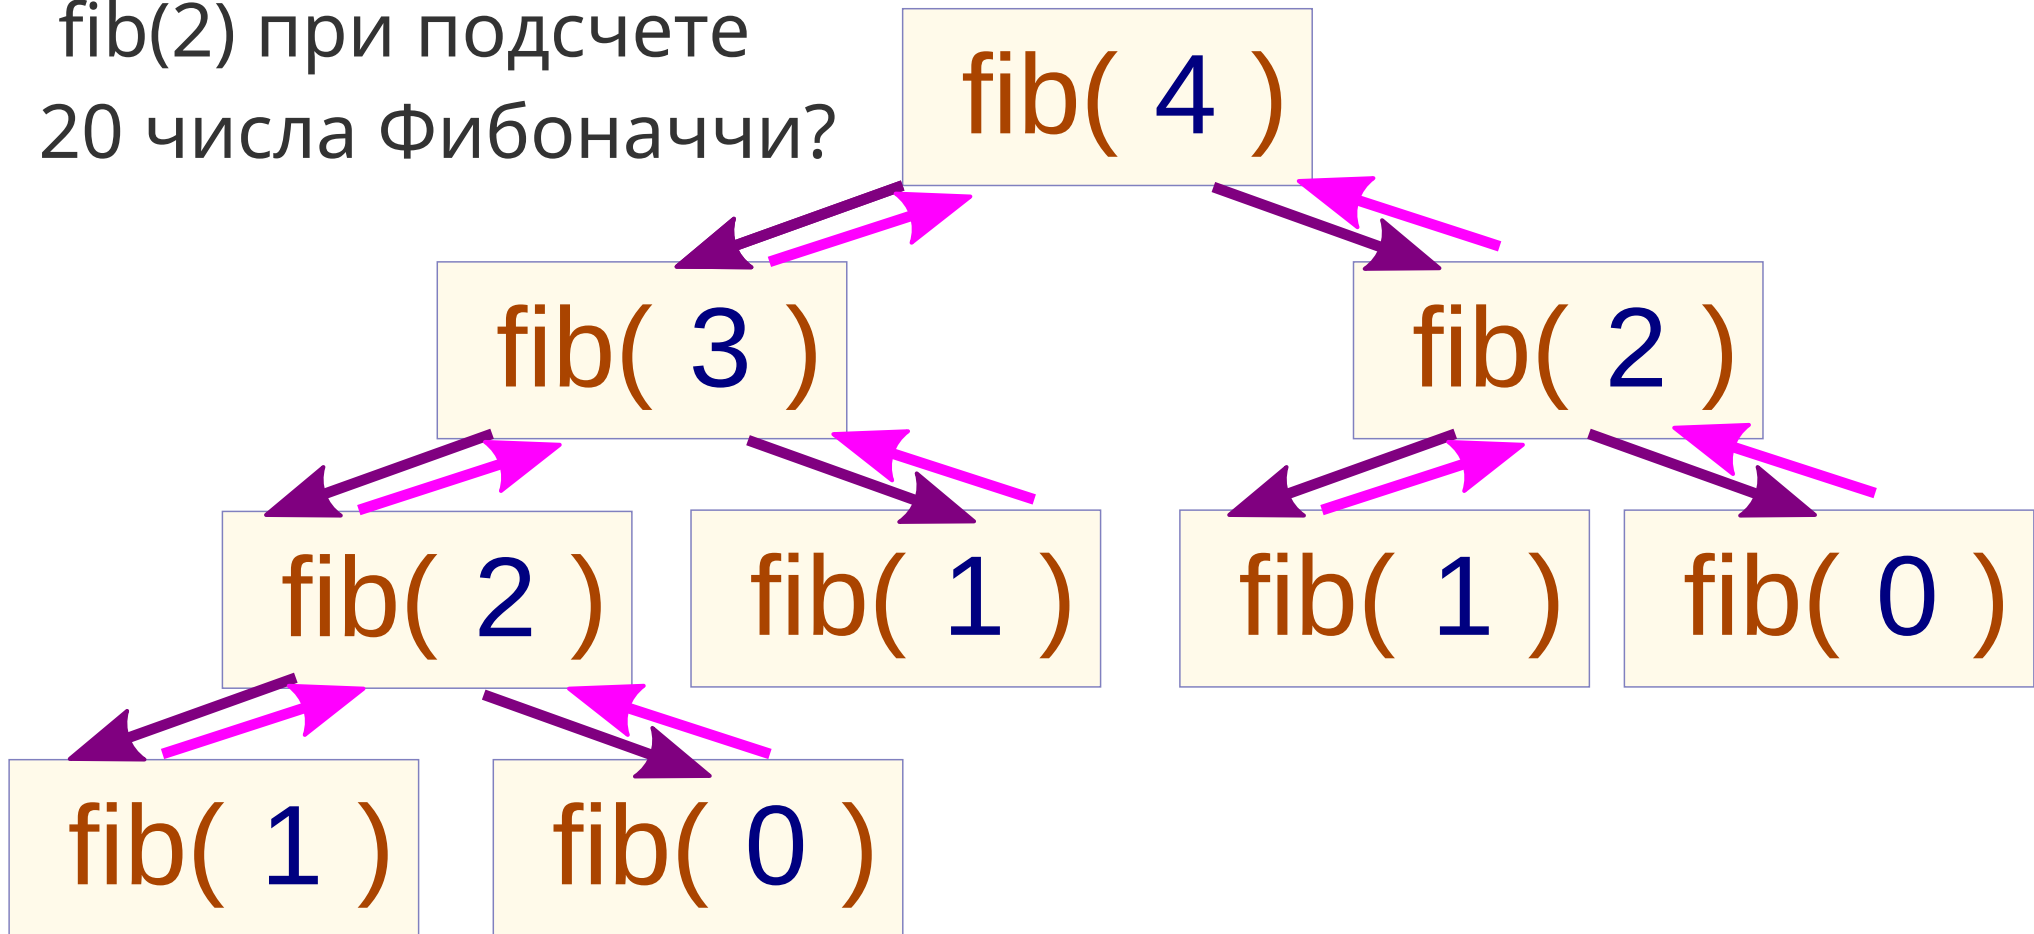 fib(2) при подсчете
20 числа Фибоначчи?
fib( 4 )
fib( 3 )
fib( 2 )
fib( 2 )
fib( 1 )
fib( 1 )
fib( 0 )
fib( 1 )
fib( 0 )